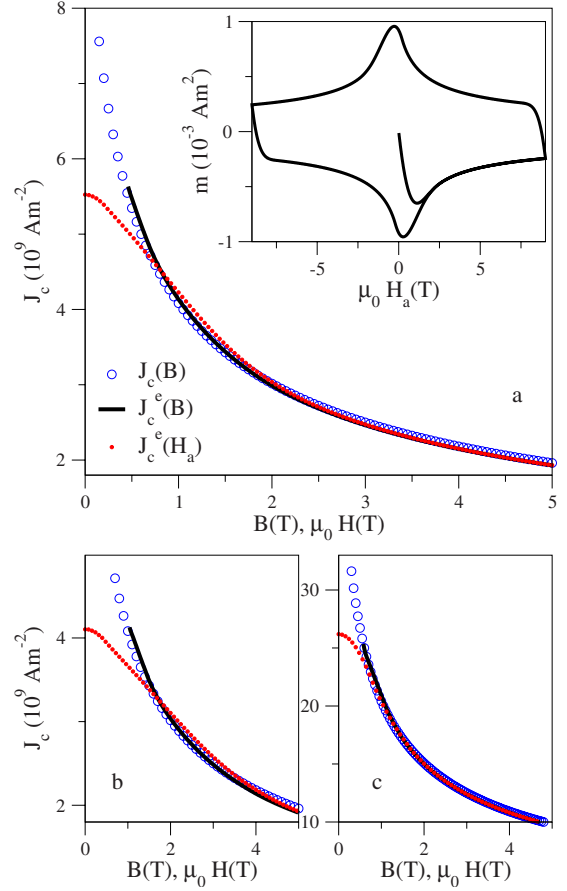 8
1
m (10⁻³ Am²)
0
-1
-5 0 5
μ₀ Hₐ(T)
6
J_c (10⁹ Am⁻²)
4
J_c(B)
J_c^e(B)
J_c^e(Hₐ)
a
2
0 1 2 3 4 5
B(T), μ₀ H(T)
4
J_c (10⁹ Am⁻²)
b
2
0 2 4
B(T), μ₀ H(T)
30
20
c
10
0 2 4
B(T), μ₀ H(T)